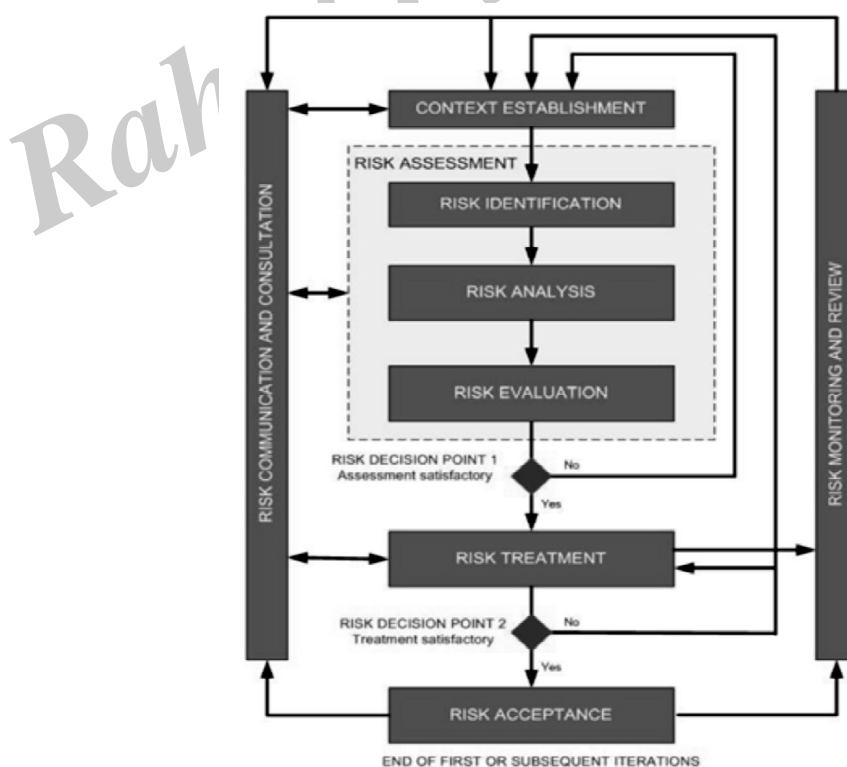 Rah
CONTEXT ESTABLISHMENT
RISK ASSESSMENT
RISK IDENTIFICATION
RISK ANALYSIS
RISK EVALUATION
RISK DECISION POINT 1
Assessment satisfactory
No
Yes
RISK TREATMENT
RISK DECISION POINT 2
Treatment satisfactory
No
Yes
RISK ACCEPTANCE
END OF FIRST OR SUBSEQUENT ITERATIONS
RISK COMMUNICATION AND CONSULTATION
RISK MONITORING AND REVIEW